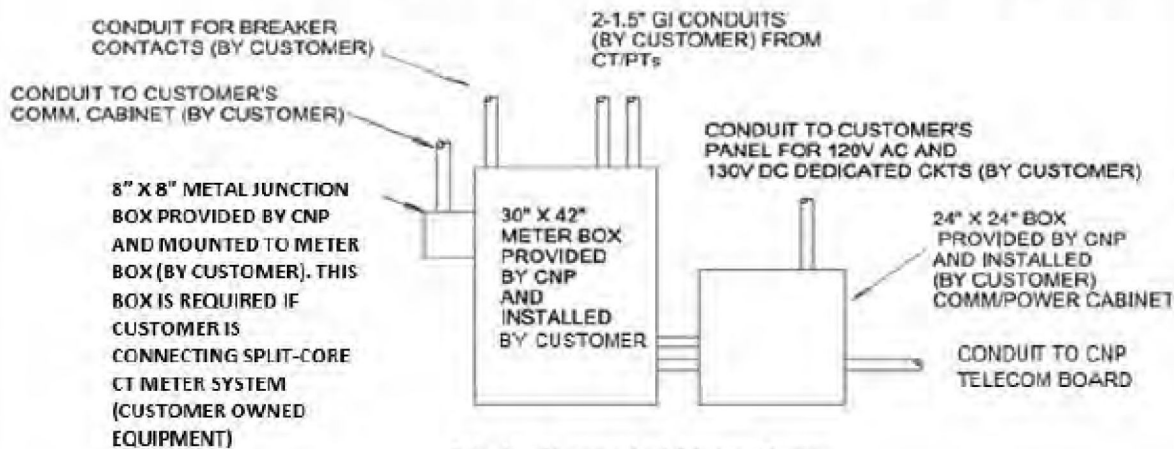 CONDUIT FOR BREAKER
CONTACTS (BY CUSTOMER)
2-1.5" GI CONDUITS
(BY CUSTOMER) FROM
CT/PTs
CONDUIT TO CUSTOMER'S
COMM. CABINET (BY CUSTOMER)
CONDUIT TO CUSTOMER'S
PANEL FOR 120V AC AND
130V DC DEDICATED CKTS (BY CUSTOMER)
8" X 8" METAL JUNCTION
BOX PROVIDED BY CNP
AND MOUNTED TO METER
BOX (BY CUSTOMER). THIS
BOX IS REQUIRED IF
CUSTOMER IS
CONNECTING SPLIT-CORE
CT METER SYSTEM
(CUSTOMER OWNED
EQUIPMENT)
30" X 42"
METER BOX
PROVIDED
BY CNP
AND
INSTALLED
BY CUSTOMER
24" X 24" BOX
PROVIDED BY CNP
AND INSTALLED
(BY CUSTOMER)
COMM/POWER CABINET
CONDUIT TO CNP
TELECOM BOARD